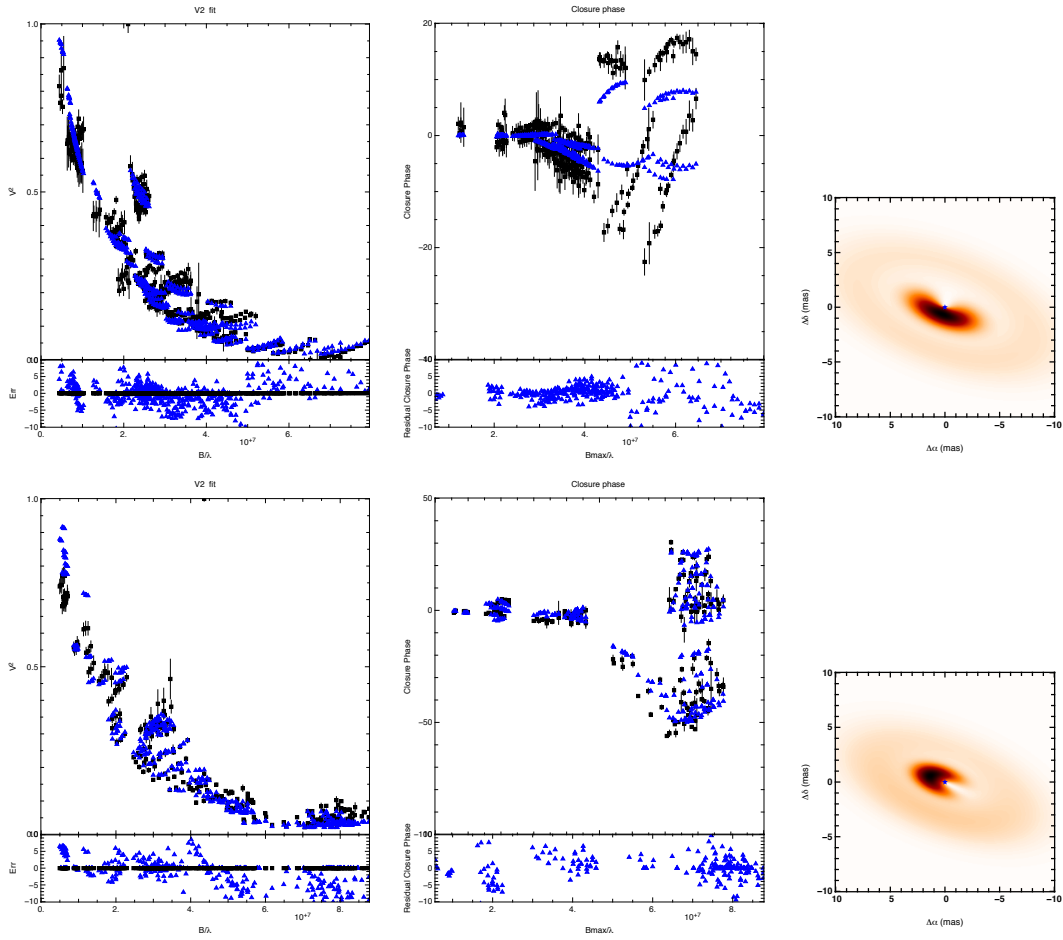 V2 fit
1.0
0.5
V²
0.0
5
0
−5
−10
Err
0. 2. 4. 6.
10⁺⁷
B/λ
Closure phase
20
0
−20
−40
Closure Phase
5
0
−5
−10
Residual Closure Phase
2. 4. 6.
10⁺⁷
Bmax/λ
10
5
0
−5
−10
Δδ (mas)
10 5 0 −5 −10
Δα (mas)
V2 fit
1.0
0.5
V²
0.0
5
0
−5
−10
Err
0. 2. 4. 6. 8.
10⁺⁷
B/λ
Closure phase
50
0
−50
−100
Closure Phase
5
0
−5
−10
Residual Closure Phase
2. 4. 6. 8.
10⁺⁷
Bmax/λ
10
5
0
−5
−10
Δδ (mas)
10 5 0 −5 −10
Δα (mas)